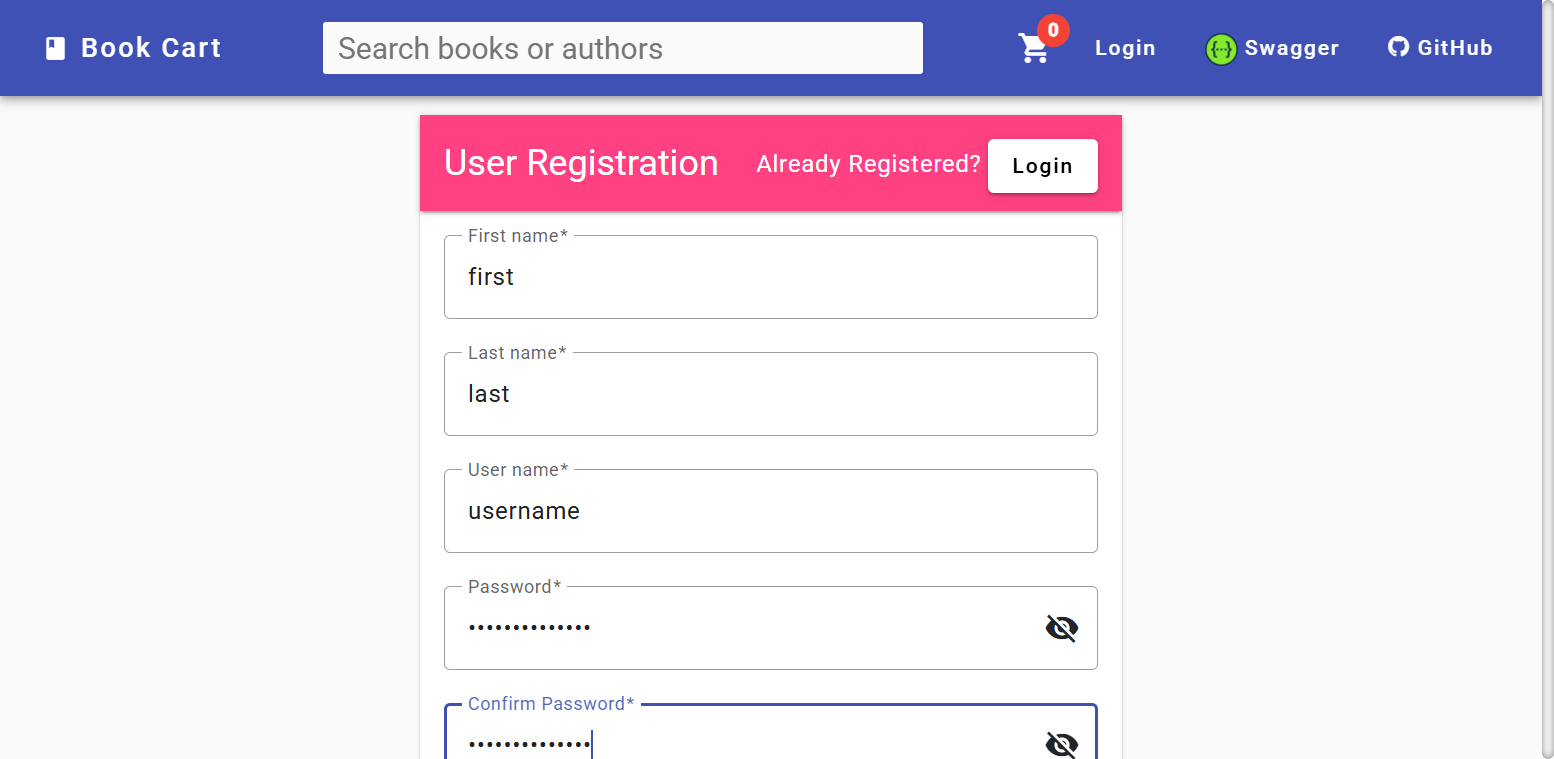 Book Cart
Search books or authors
0
Login
Swagger
GitHub
User Registration
Already Registered?
Login
First name*
first
Last name*
last
User name*
username
Password*
••••••••••••••
Confirm Password*
••••••••••••••